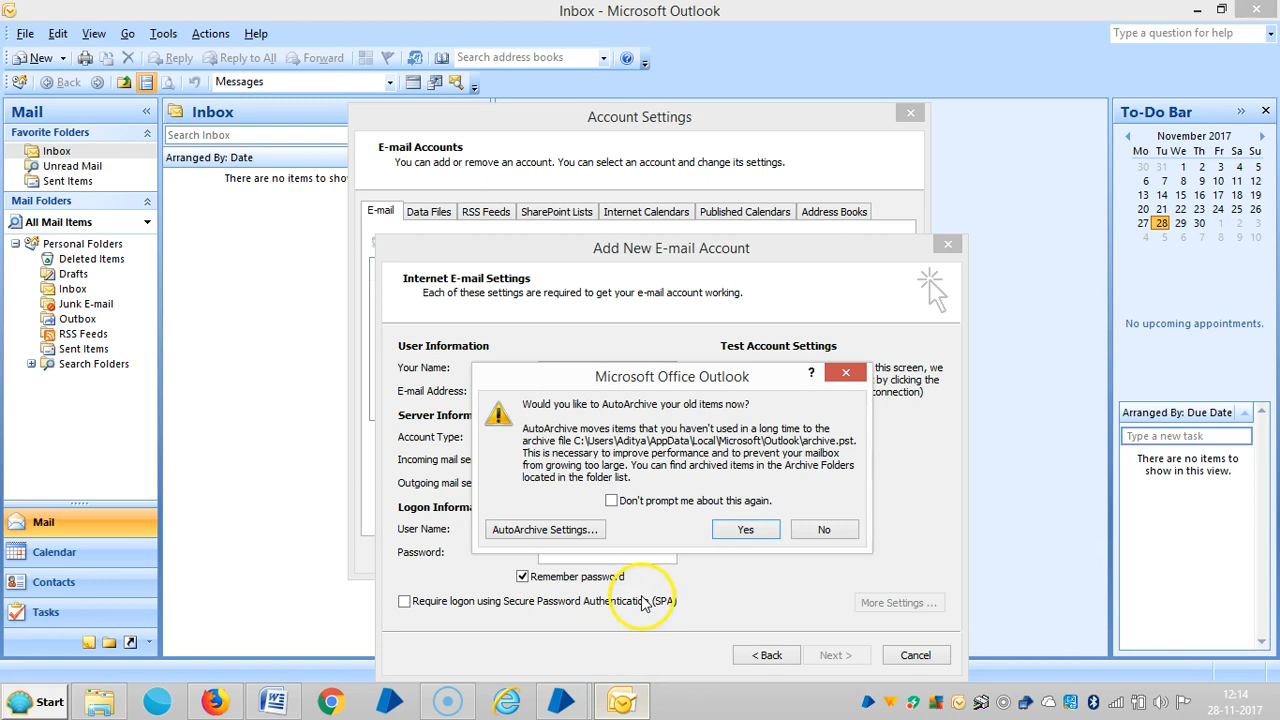 Inbox - Microsoft Outlook
File Edit View Go Tools Actions Help
Type a question for help
New Reply Reply to All Forward Search address books
Back Messages
Mail «
Favorite Folders
Inbox
Unread Mail
Sent Items
Mail Folders
All Mail Items
Personal Folders
Deleted Items
Drafts
Inbox
Junk E-mail
Outbox
RSS Feeds
Sent Items
Search Folders
Mail
Calendar
Contacts
Tasks
Inbox
Search Inbox
Arranged By: Date
There are no items to show
Account Settings
E-mail Accounts
You can add or remove an account. You can select an account and change its settings.
E-mail Data Files RSS Feeds SharePoint Lists Internet Calendars Published Calendars Address Books
Add New E-mail Account
Internet E-mail Settings
Each of these settings are required to get your e-mail account working.
User Information
Your Name:
E-mail Address:
Server Inform
Account Type:
Incoming mail se
Outgoing mail se
Logon Informa
User Name:
Password:
Remember password
Require logon using Secure Password Authentication (SPA)
Test Account Settings
this screen, we
k by clicking the
connection)
More Settings ...
< Back Next > Cancel
Microsoft Office Outlook
?
Would you like to AutoArchive your old items now?
AutoArchive moves items that you haven't used in a long time to the
archive file C:\Users\Aditya\AppData\Local\Microsoft\Outlook\archive.pst.
This is necessary to improve performance and to prevent your mailbox
from growing too large. You can find archived items in the Archive Folders
located in the folder list.
Don't prompt me about this again.
AutoArchive Settings... Yes No
To-Do Bar »
November 2017
Mo Tu We Th Fr Sa Su
30 31 1 2 3 4 5
6 7 8 9 10 11 12
13 14 15 16 17 18 19
20 21 22 23 24 25 26
27 28 29 30 1 2 3
4 5 6 7 8 9 10
No upcoming appointments.
Arranged By: Due Date
Type a new task
There are no items to
show in this view.
Start
12:14
28-11-2017